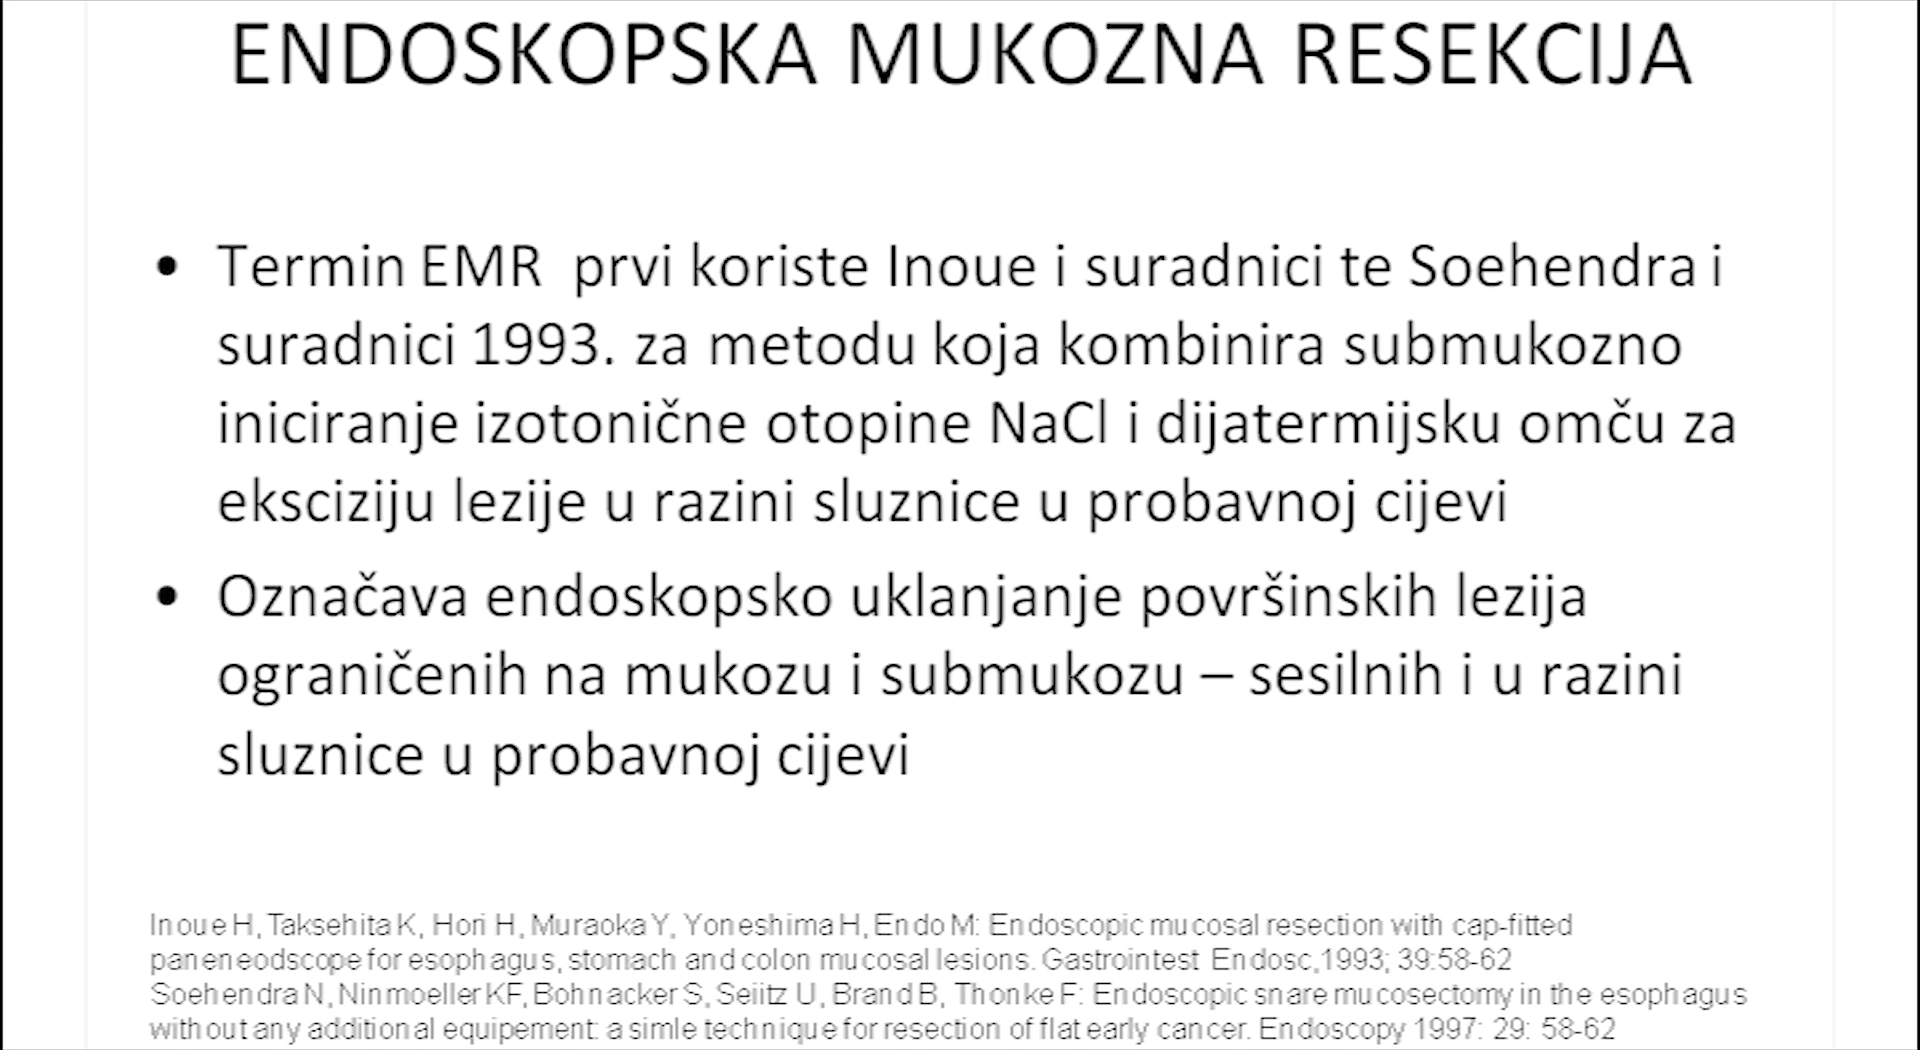 ENDOSKOPSKA MUKOZNA RESEKCIJA
• Termin EMR prvi koriste Inoue i suradnici te Soehendra i
suradnici 1993. za metodu koja kombinira submukozno
iniciranje izotonične otopine NaCl i dijatermijsku omču za
eksciziju lezije u razini sluznice u probavnoj cijevi
• Označava endoskopsko uklanjanje površinskih lezija
ograničenih na mukozu i submukozu – sesilnih i u razini
sluznice u probavnoj cijevi
Inoue H, Taksehita K, Hori H, Muraoka Y, Yoneshima H, Endo M: Endoscopic mucosal resection with cap-fitted
paneneodscope for esophagus, stomach and colon mucosal lesions. Gastrointest Endosc,1993; 39:58-62
Soehendra N, Ninmoeller KF, Bohnacker S, Seiitz U, Brand B, Thonke F: Endoscopic snare mucosectomy in the esophagus
without any additional equipement: a simle technique for resection of flat early cancer. Endoscopy 1997: 29: 58-62